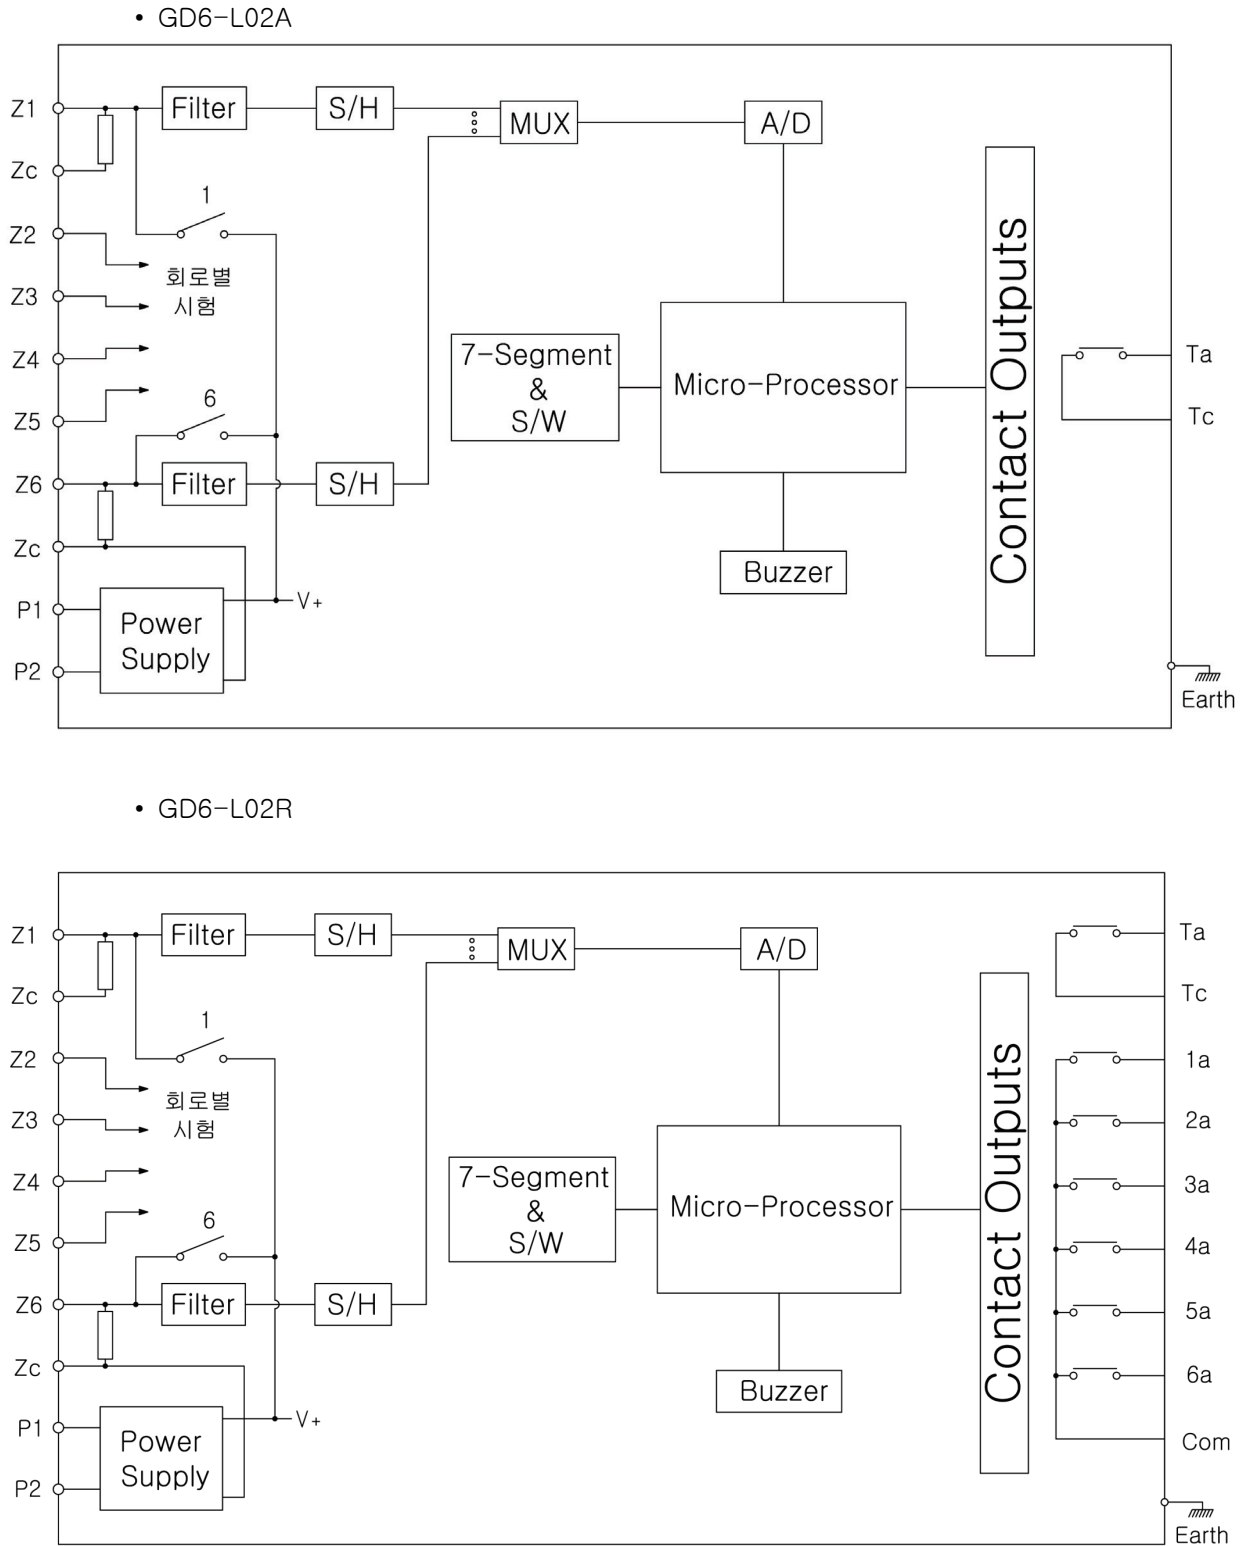 • GD6-L02A
Z1
Filter
S/H
MUX
A/D
Zc
1
Z2
회로별
시험
Z3
Z4
7-Segment
&
S/W
Micro-Processor
Contact Outputs
Ta
Tc
Z5
6
Z6
Filter
S/H
Zc
Buzzer
P1
Power
Supply
V+
P2
Earth
• GD6-L02R
Z1
Filter
S/H
MUX
A/D
Ta
Zc
Tc
1
Z2
1a
회로별
시험
Z3
2a
Z4
7-Segment
&
S/W
Micro-Processor
Contact Outputs
3a
Z5
6
4a
Z6
Filter
S/H
5a
Zc
Buzzer
6a
P1
Power
Supply
V+
Com
P2
Earth